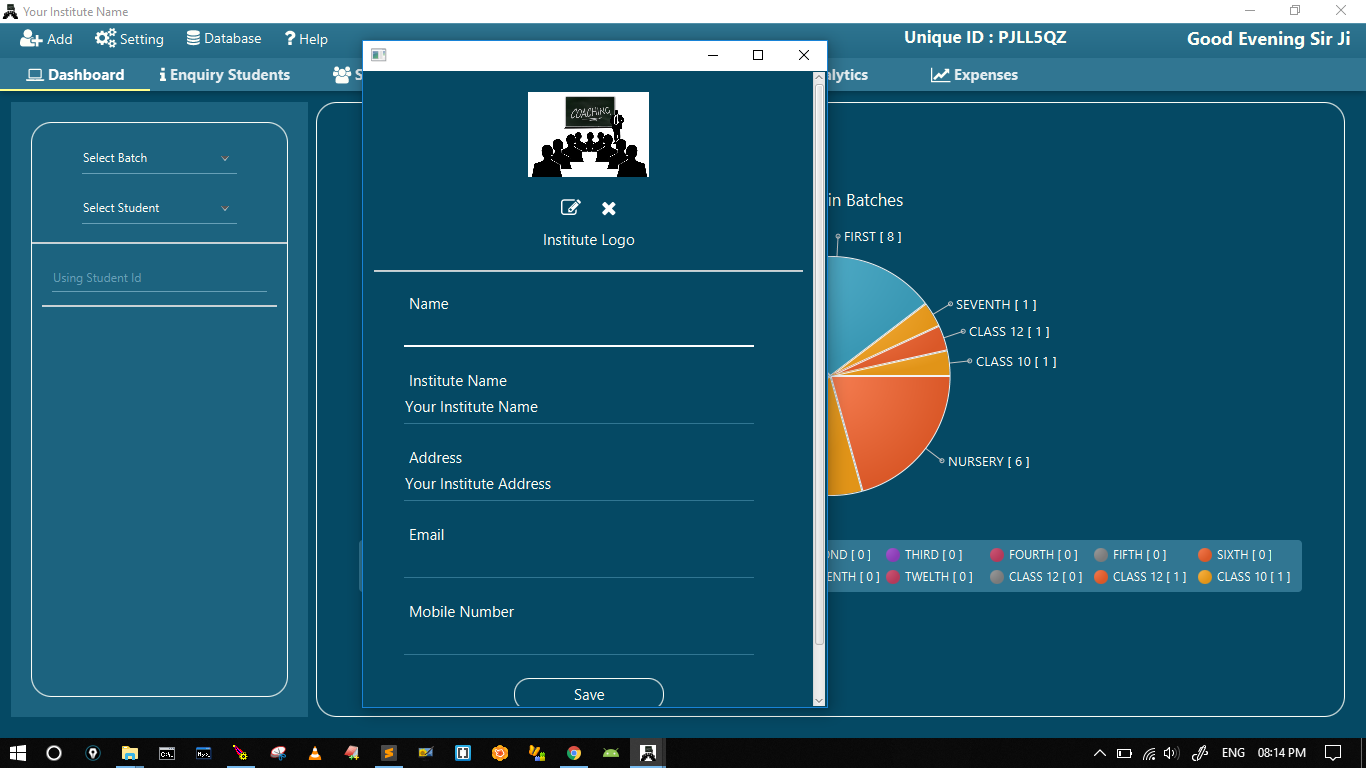 Your Institute Name
Add
Setting
Database
? Help
Unique ID : PJLL5QZ
Good Evening Sir Ji
Dashboard
Enquiry Students
S
lytics
Expenses
Select Batch
Select Student
Using Student Id
COACHING
Institute Logo
Name
Institute Name
Your Institute Name
Address
Your Institute Address
Email
Mobile Number
Save
in Batches
FIRST [ 8 ]
SEVENTH [ 1 ]
CLASS 12 [ 1 ]
CLASS 10 [ 1 ]
NURSERY [ 6 ]
OND [ 0 ]
THIRD [ 0 ]
FOURTH [ 0 ]
FIFTH [ 0 ]
SIXTH [ 0 ]
ENTH [ 0 ]
TWELTH [ 0 ]
CLASS 12 [ 0 ]
CLASS 12 [ 1 ]
CLASS 10 [ 1 ]
ENG
08:14 PM